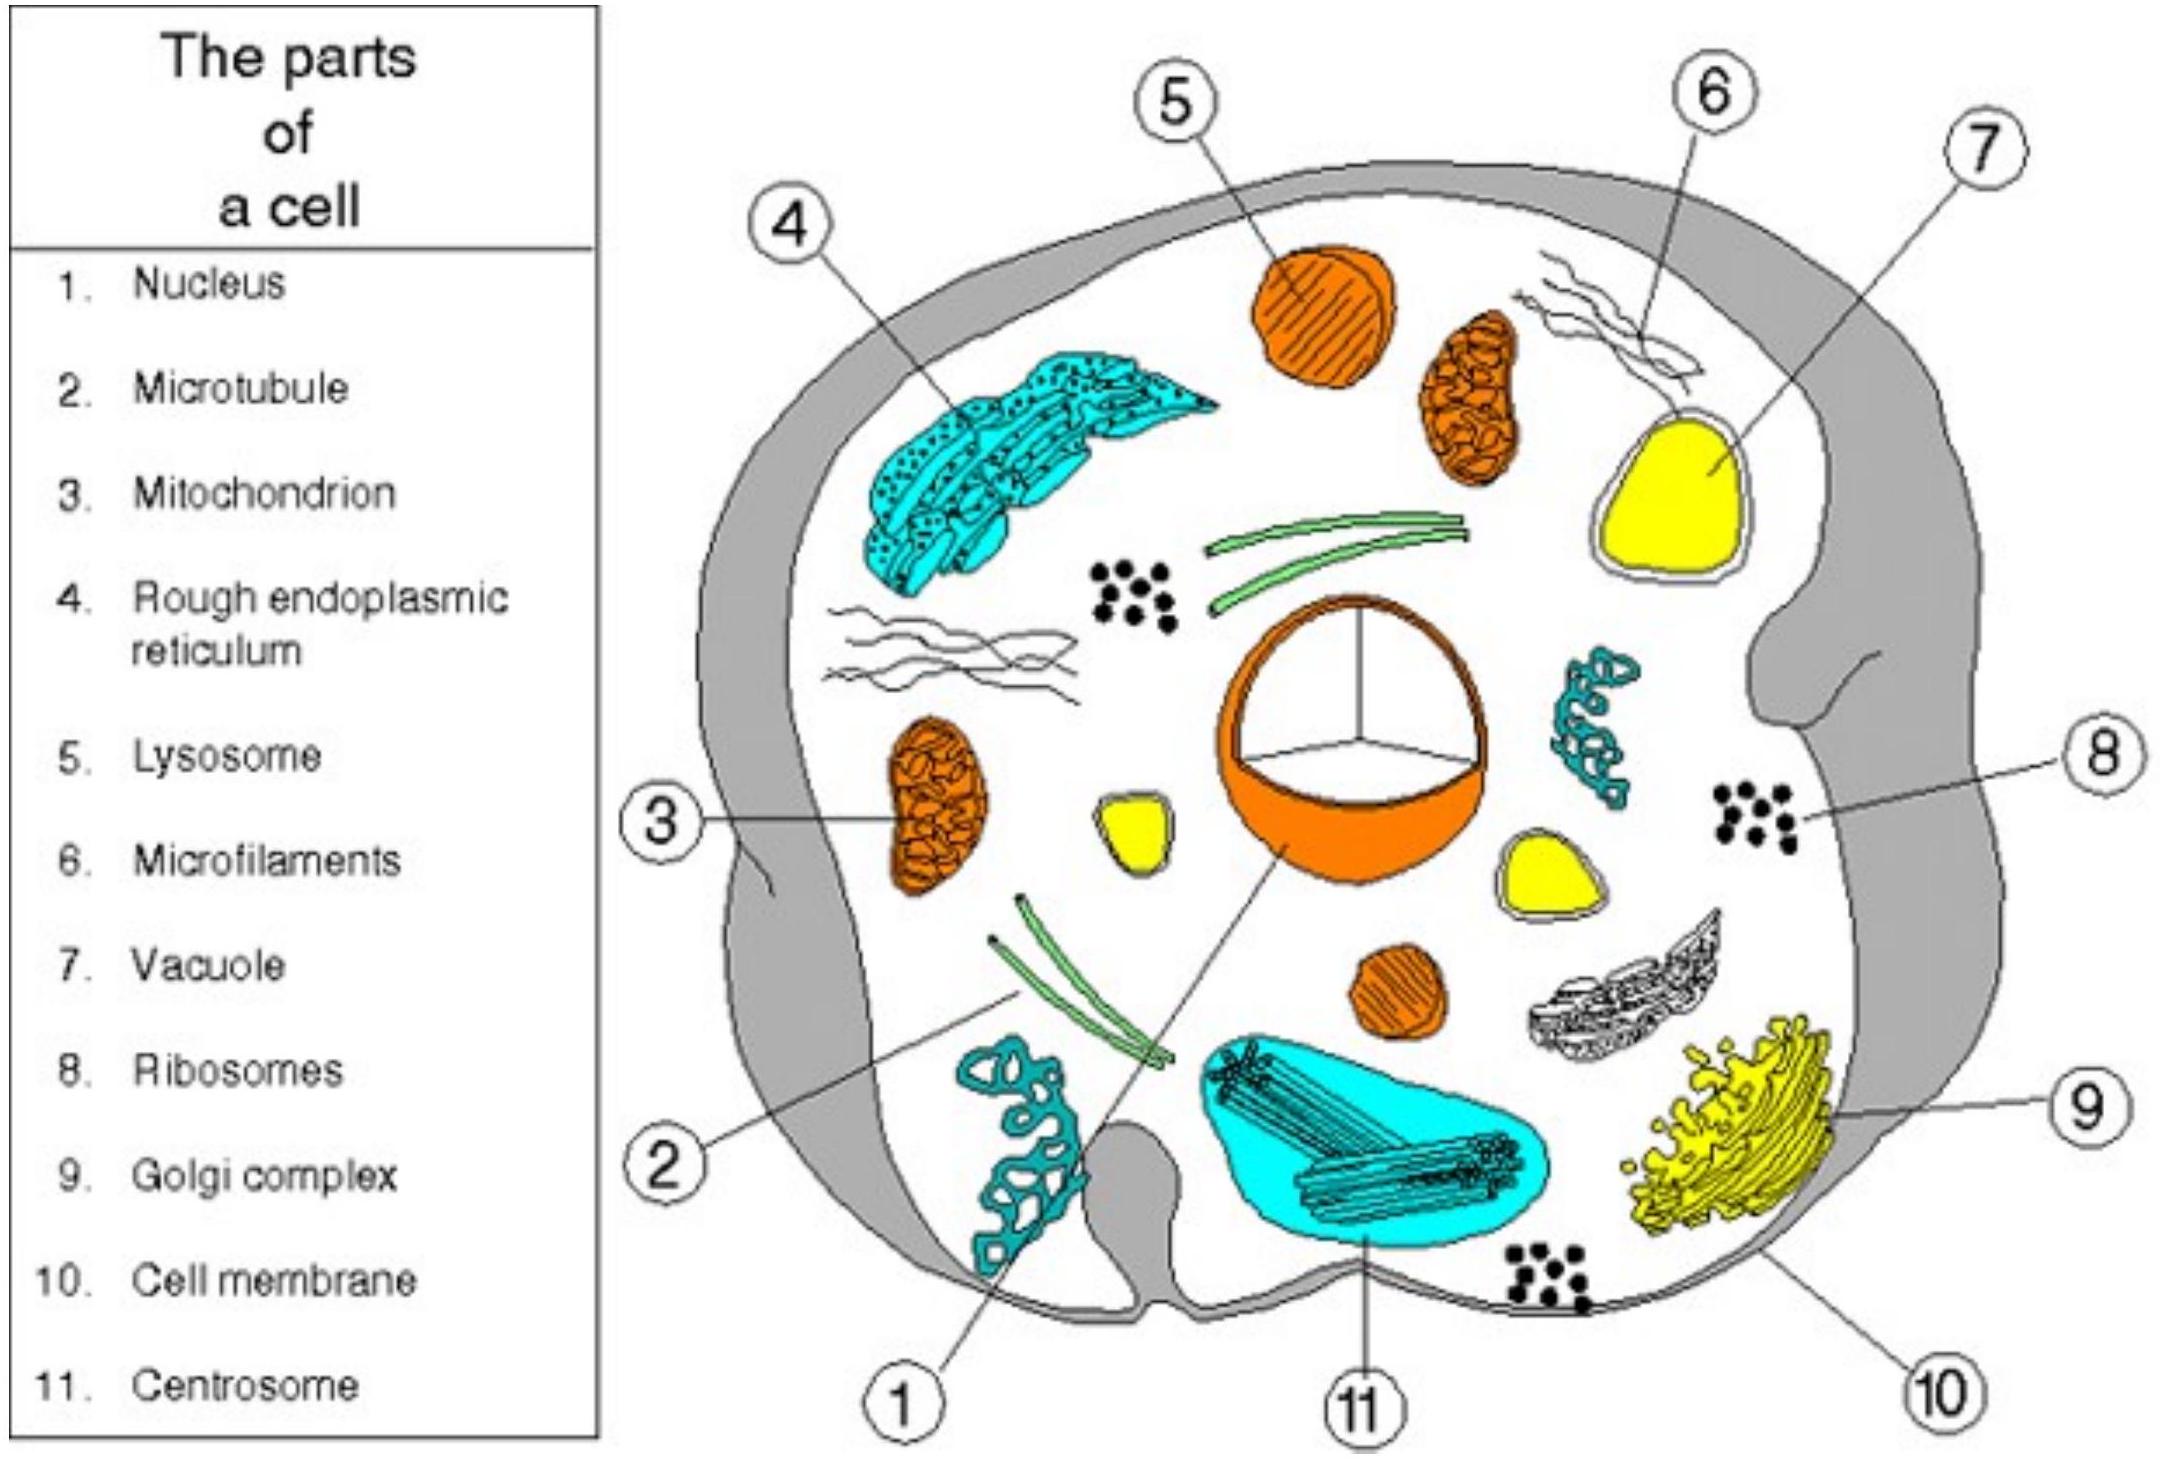 The parts
of
a cell
1. Nucleus
2. Microtubule
3. Mitochondrion
4. Rough endoplasmic
reticulum
5. Lysosome
6. Microfilaments
7. Vacuole
8. Ribosomes
9. Golgi complex
10. Cell membrane
11. Centrosome
5
6
7
4
8
3
9
2
1
11
10